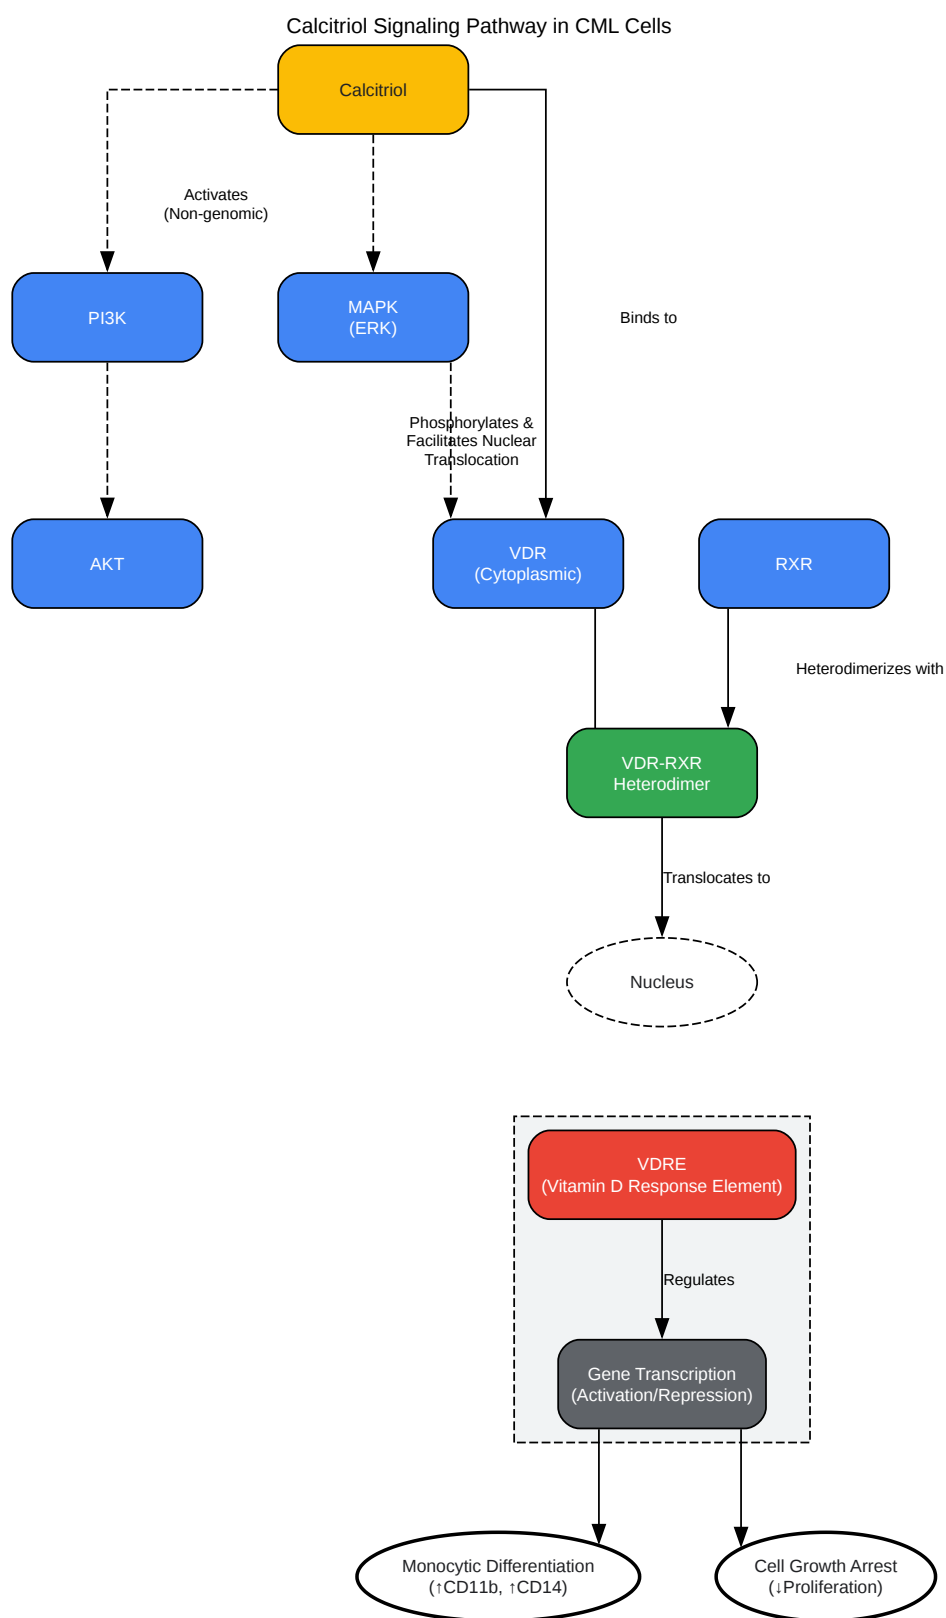 Calcitriol Signaling Pathway in CML Cells
Calcitriol
Activates
(Non-genomic)
PI3K
MAPK
(ERK)
Binds to
Phosphorylates &
Facilitates Nuclear
Translocation
AKT
VDR
(Cytoplasmic)
RXR
Heterodimerizes with
VDR-RXR
Heterodimer
Translocates to
Nucleus
VDRE
(Vitamin D Response Element)
Regulates
Gene Transcription
(Activation/Repression)
Monocytic Differentiation
(↑CD11b, ↑CD14)
Cell Growth Arrest
(↓Proliferation)